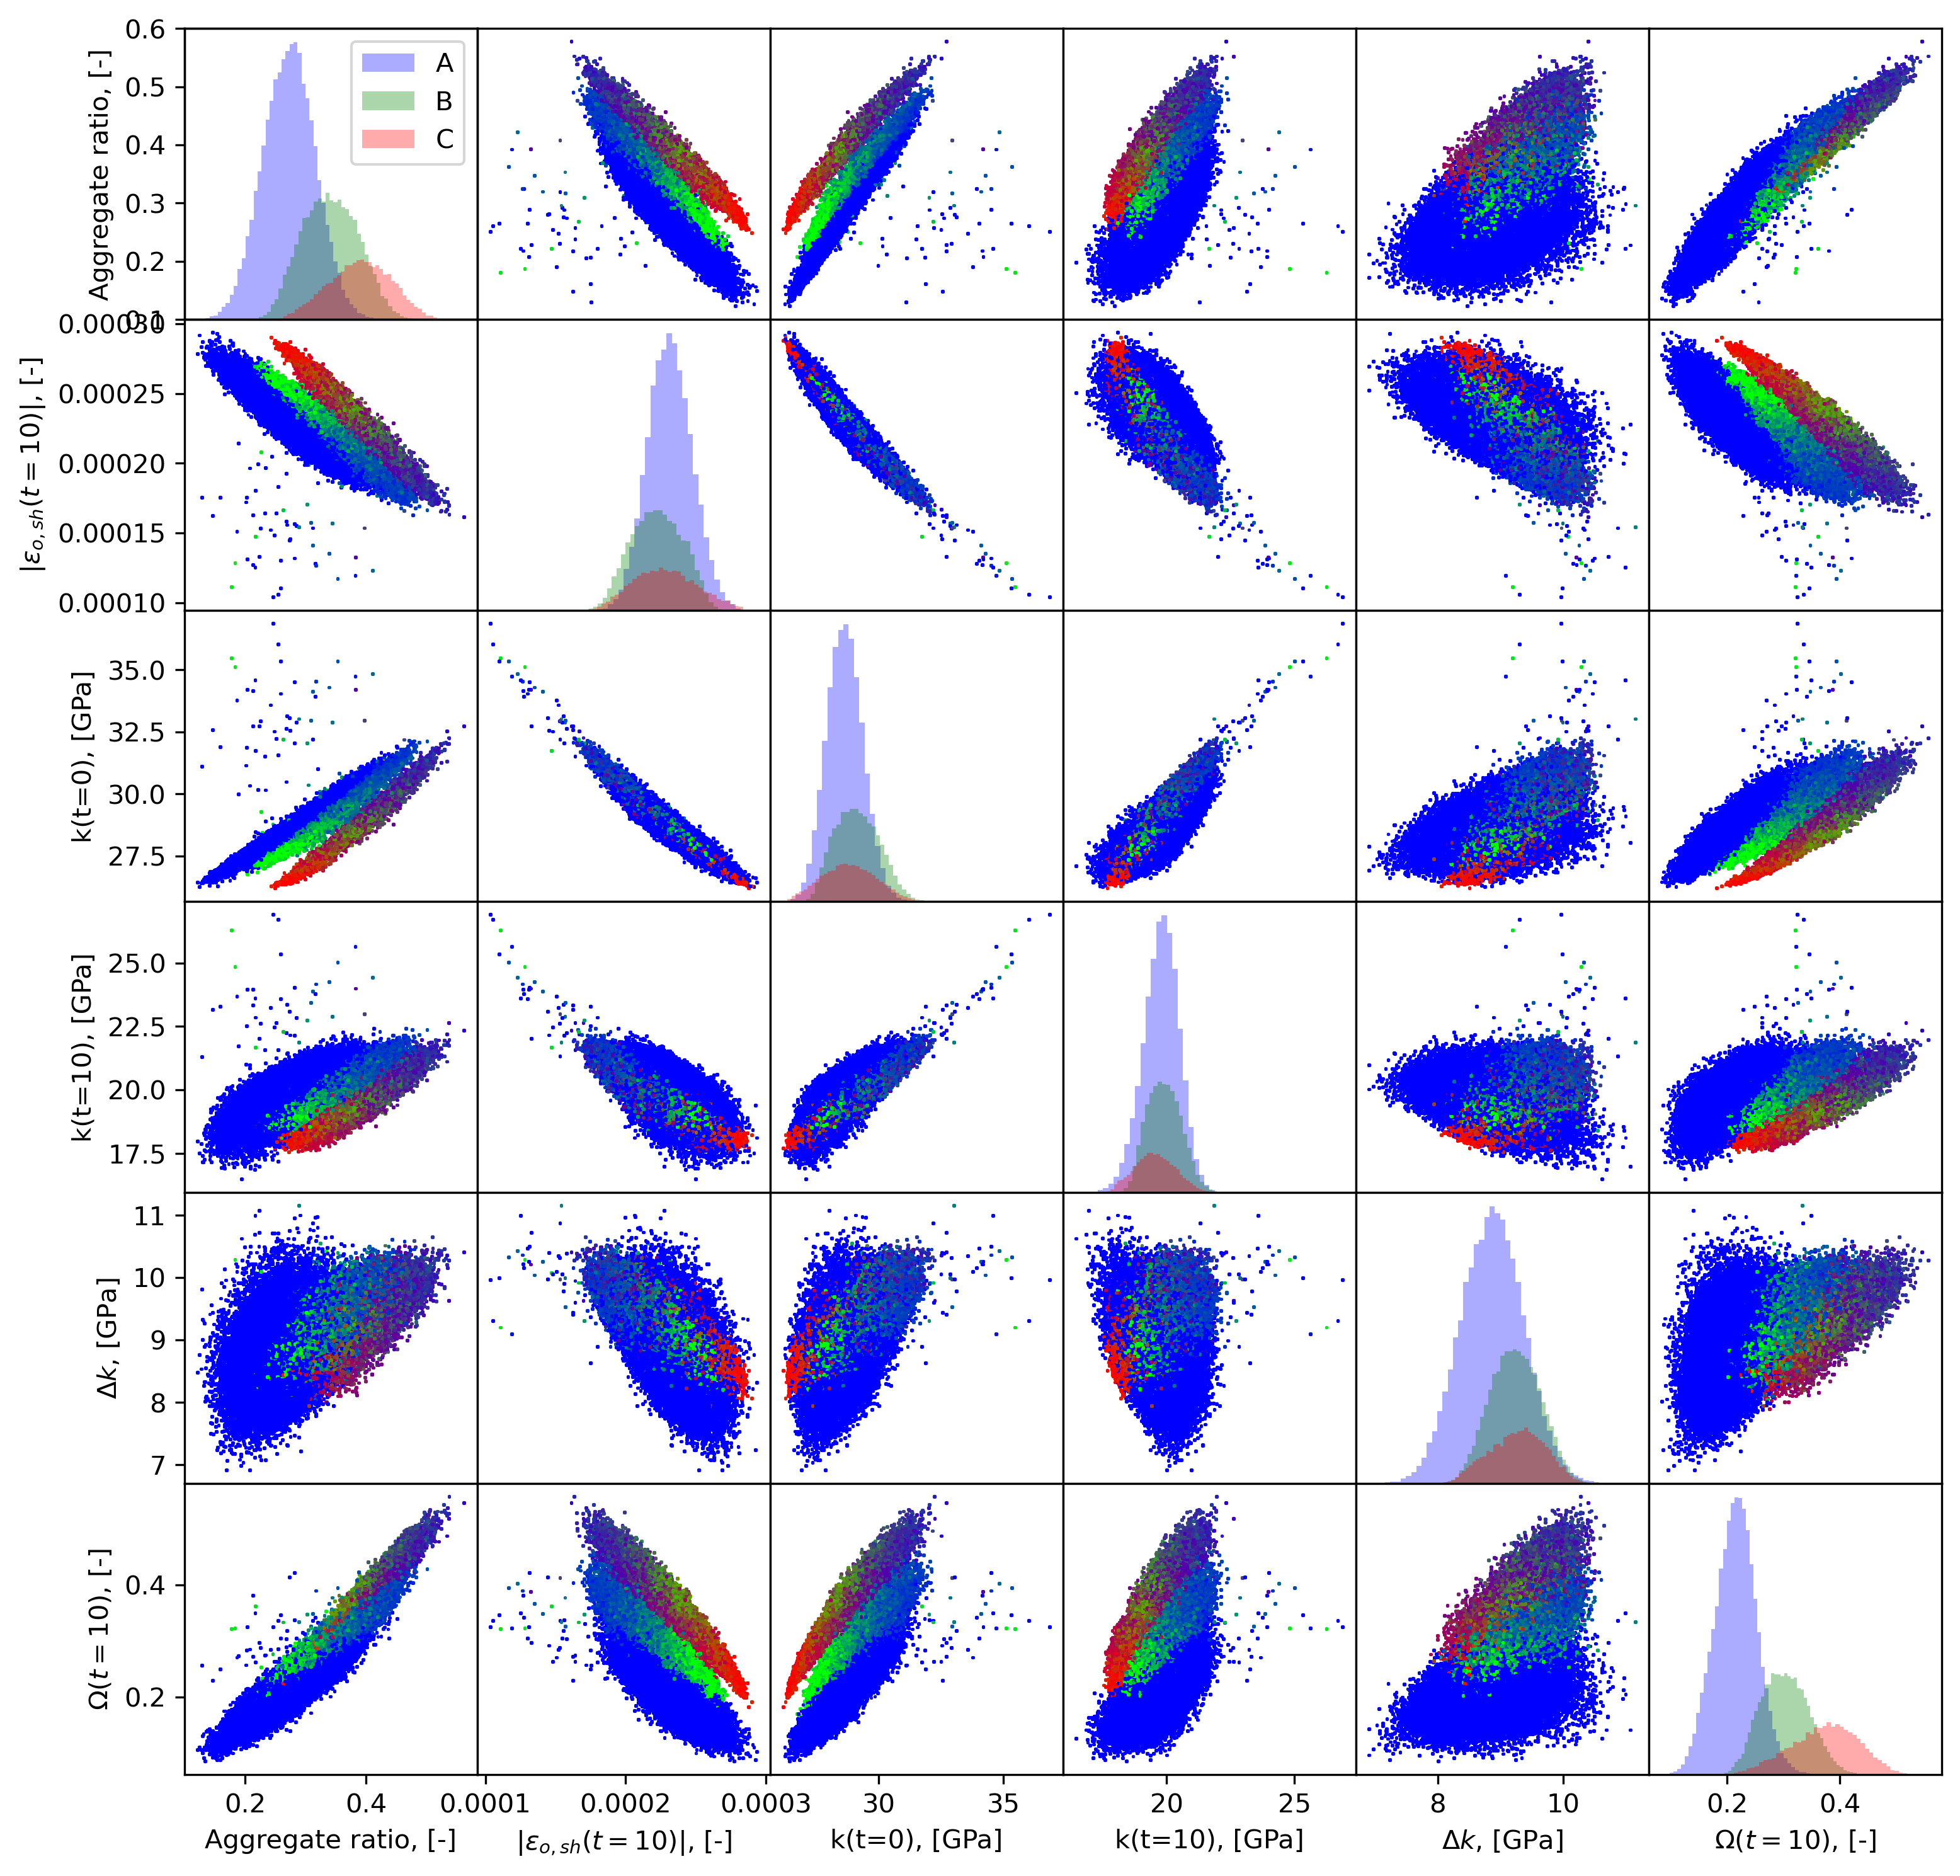 0.6
0.5
0.4
0.3
0.2
0.1
Aggregate ratio, [-]
A
B
C
0.00030
0.00025
0.00020
0.00015
0.00010
|ε_{o,sh}(t = 10)|, [-]
35.0
32.5
30.0
27.5
k(t=0), [GPa]
25.0
22.5
20.0
17.5
k(t=10), [GPa]
11
10
9
8
7
Δk, [GPa]
0.4
0.2
Ω(t = 10), [-]
0.2 0.4 0.0001 0.0002 0.0003 30 35 20 25 8 10 0.2 0.4
Aggregate ratio, [-] |ε_{o,sh}(t = 10)|, [-] k(t=0), [GPa] k(t=10), [GPa] Δk, [GPa] Ω(t = 10), [-]